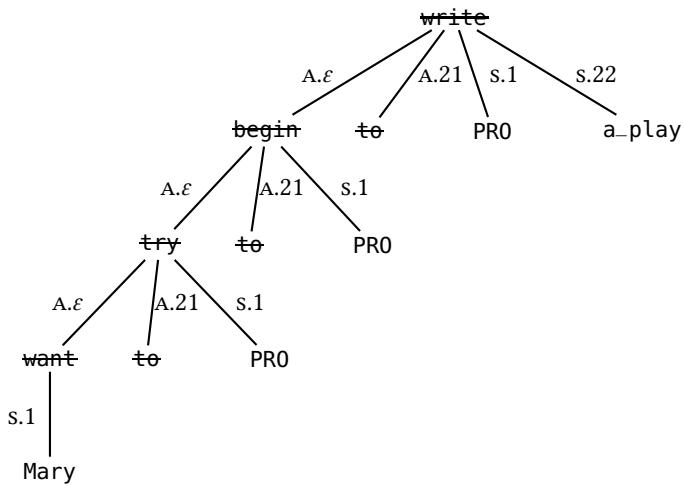 write
A.ε A.21 S.1 S.22
begin to PRO a_play
A.ε A.21 S.1
try to PRO
A.ε A.21 S.1
want to PRO
S.1
Mary